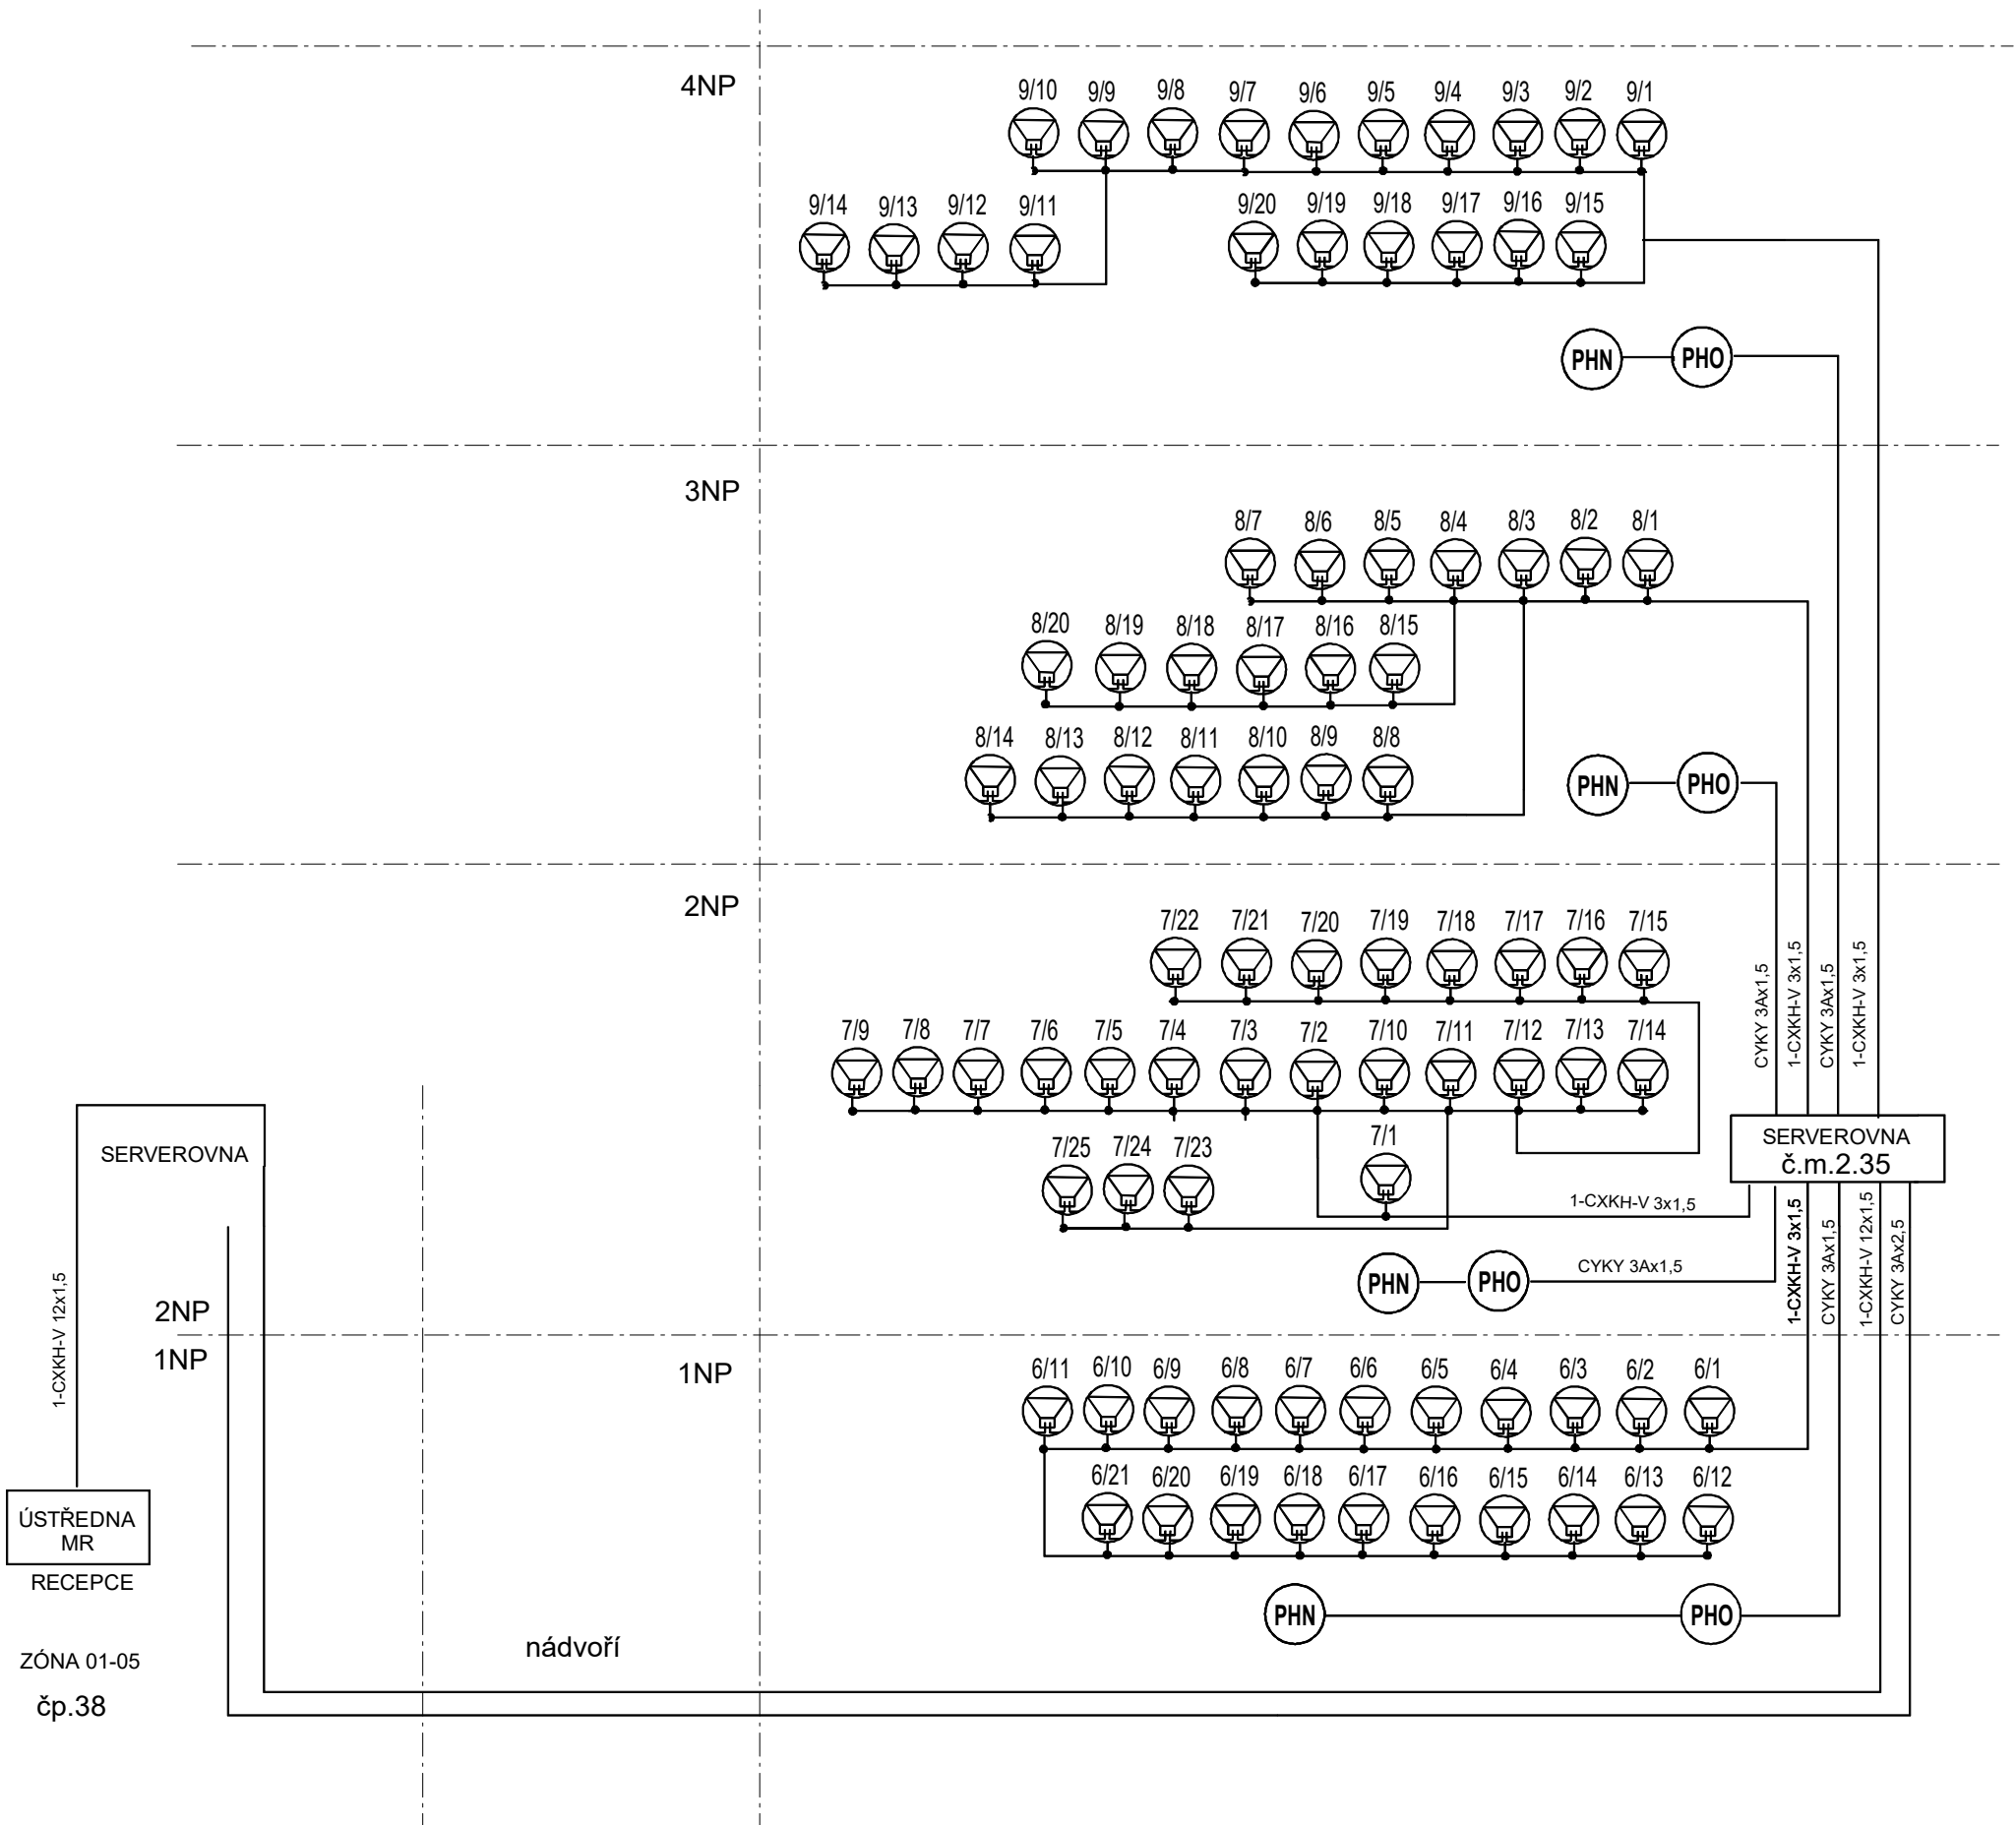 4NP
9/10 9/9 9/8 9/7 9/6 9/5 9/4 9/3 9/2 9/1
9/14 9/13 9/12 9/11 9/20 9/19 9/18 9/17 9/16 9/15
PHN PHO
3NP
8/7 8/6 8/5 8/4 8/3 8/2 8/1
8/20 8/19 8/18 8/17 8/16 8/15
8/14 8/13 8/12 8/11 8/10 8/9 8/8
PHN PHO
2NP
7/22 7/21 7/20 7/19 7/18 7/17 7/16 7/15
CYKY 3Ax1,5
1-CXKH-V 3x1,5
CYKY 3Ax1,5
1-CXKH-V 3x1,5
7/9 7/8 7/7 7/6 7/5 7/4 7/3 7/2 7/10 7/11 7/12 7/13 7/14
SERVEROVNA
č.m.2.35
SERVEROVNA
7/25 7/24 7/23 7/1
1-CXKH-V 3x1,5
PHN PHO
CYKY 3Ax1,5
1-CXKH-V 3x1,5
CYKY 3Ax1,5
1-CXKH-V 12x1,5
CYKY 3Ax2,5
1-CXKH-V 12x1,5
2NP
1NP
1NP
6/11 6/10 6/9 6/8 6/7 6/6 6/5 6/4 6/3 6/2 6/1
6/21 6/20 6/19 6/18 6/17 6/16 6/15 6/14 6/13 6/12
ÚSTŘEDNA
MR
RECEPCE
PHN PHO
nádvoří
ZÓNA 01-05
čp.38